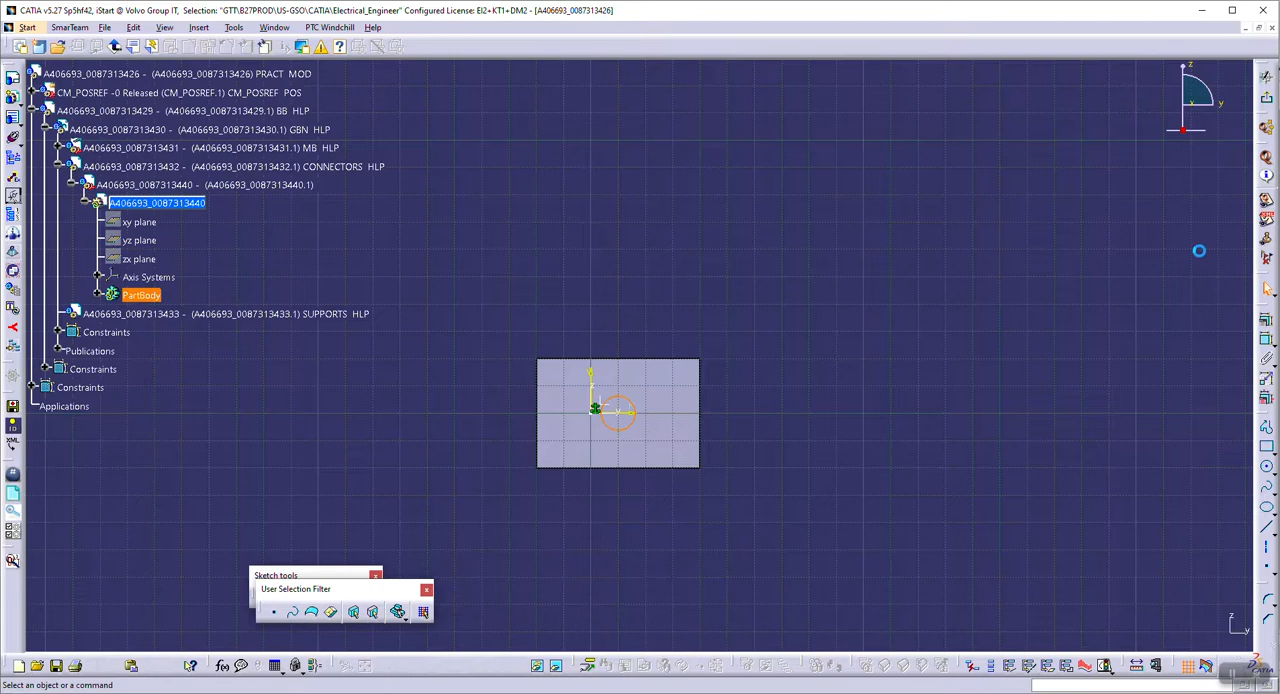 CATIA v5.27 Sp5hf42, iStart @ Volvo Group IT, Selection: "GTT\B27PROD\US-GSO\CATIA\Electrical_Engineer" Configured License: EI2+KT1+DM2 - [A406693_0087313426]
Start SmarTeam File Edit View Insert Tools Window PTC Windchill Help
A406693_0087313426 - (A406693_0087313426) PRACT MOD
CM_POSREF -0 Released (CM_POSREF.1) CM_POSREF POS
A406693_0087313429 - (A406693_0087313429.1) BB HLP
A406693_0087313430 - (A406693_0087313430.1) GBN HLP
A406693_0087313431 - (A406693_0087313431.1) MB HLP
A406693_0087313432 - (A406693_0087313432.1) CONNECTORS HLP
A406693_0087313440 - (A406693_0087313440.1)
A406693_0087313440
xy plane
yz plane
zx plane
Axis Systems
PartBody
A406693_0087313433 - (A406693_0087313433.1) SUPPORTS HLP
Constraints
Publications
Constraints
Constraints
Applications
z
x
y
z
y
Sketch tools
User Selection Filter
XML
f(x)
z
y
CATIA
Select an object or a command